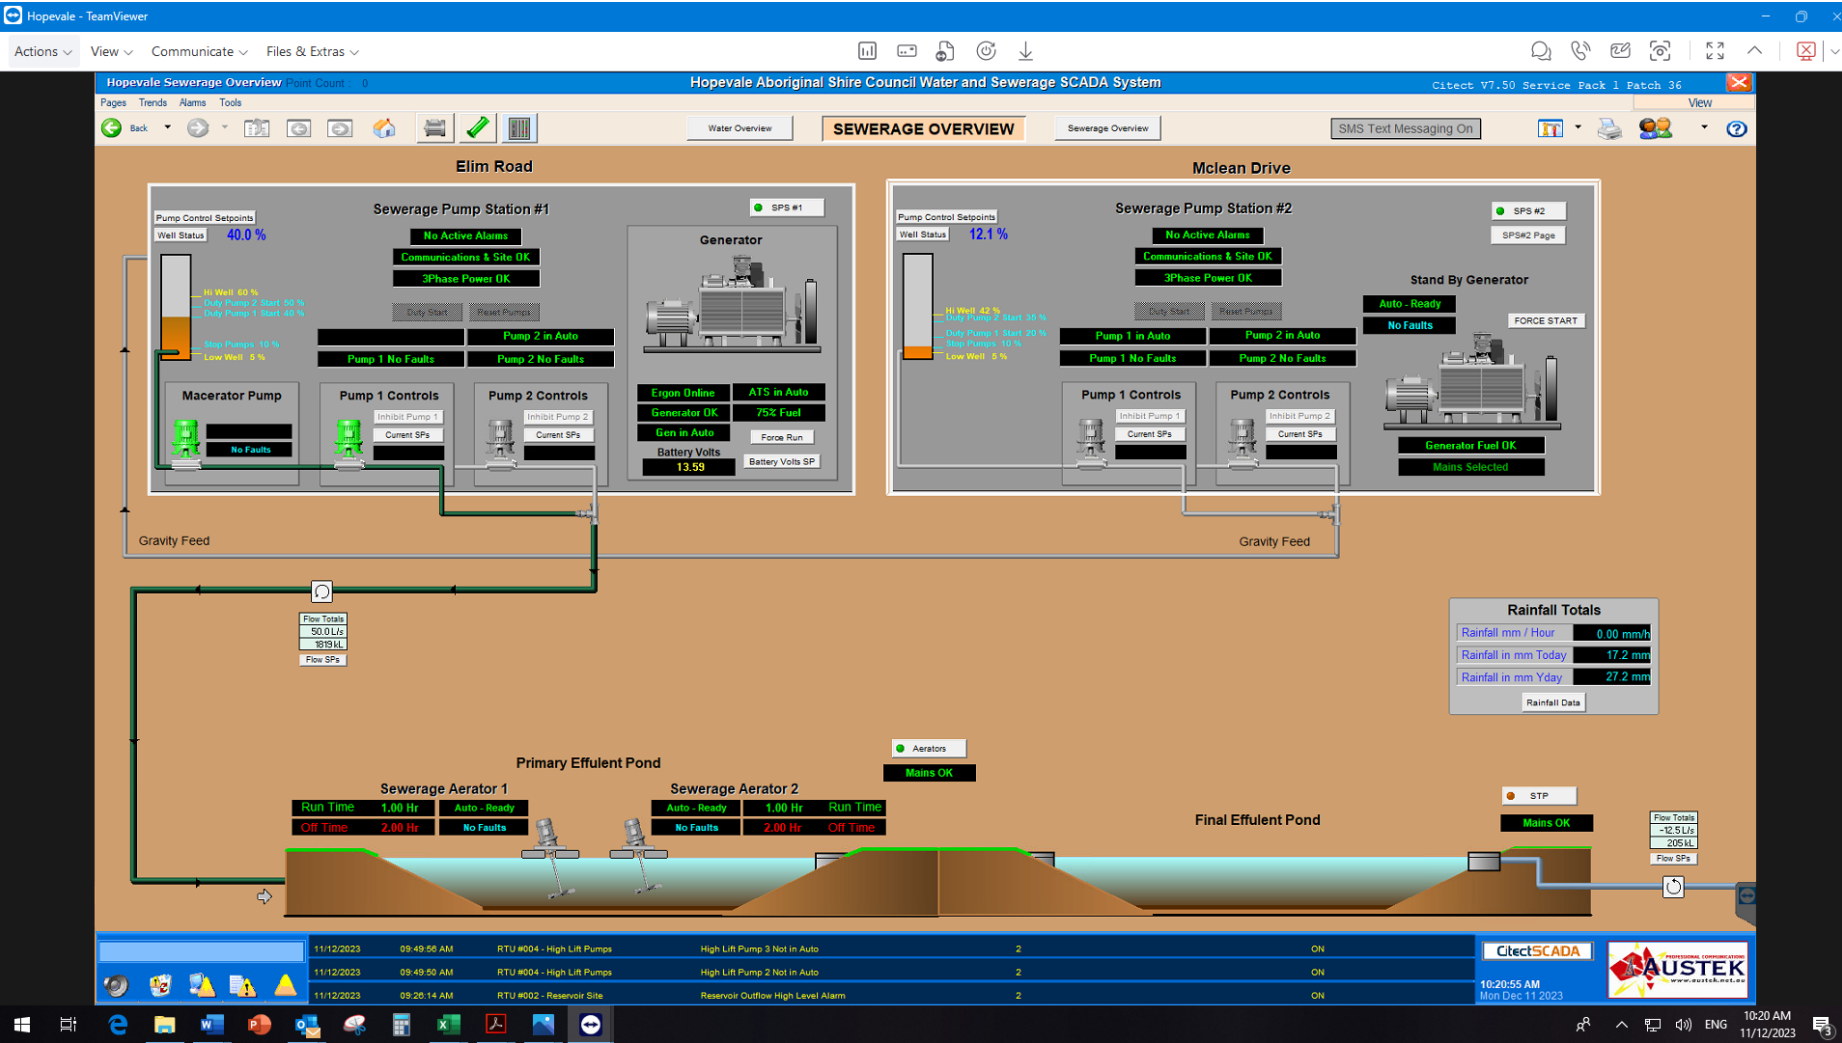 Hopevale - TeamViewer
Actions View Communicate Files & Extras
Hopevale Sewerage Overview Point Count : 0
Hopevale Aboriginal Shire Council Water and Sewerage SCADA System
Citect V7.50 Service Pack 1 Patch 36
Pages Trends Alarms Tools
View
Back
Water Overview
SEWERAGE OVERVIEW
Sewerage Overview
SMS Text Messaging On
Elim Road
Sewerage Pump Station #1
SPS #1
Pump Control Setpoints
Well Status 40.0 %
No Active Alarms
Communications & Site OK
3Phase Power OK
Hi Well 60 %
Duty Pump 2 Start 50 %
Duty Pump 1 Start 40 %
Stop Pumps 10 %
Low Well 5 %
Duty Start Reset Pumps
Pump 2 in Auto
Pump 1 No Faults Pump 2 No Faults
Macerator Pump
No Faults
Pump 1 Controls
Inhibit Pump 1
Current SPs
Pump 2 Controls
Inhibit Pump 2
Current SPs
Generator
Ergon Online ATS in Auto
Generator OK 75% Fuel
Gen in Auto Force Run
Battery Volts
13.59 Battery Volts SP
Mclean Drive
Sewerage Pump Station #2
SPS #2
SPS#2 Page
Pump Control Setpoints
Well Status 12.1 %
No Active Alarms
Communications & Site OK
3Phase Power OK
Hi Well 42 %
Duty Pump 2 Start 35 %
Duty Pump 1 Start 20 %
Stop Pumps 10 %
Low Well 5 %
Duty Start Reset Pumps
Pump 1 in Auto Pump 2 in Auto
Pump 1 No Faults Pump 2 No Faults
Pump 1 Controls
Inhibit Pump 1
Current SPs
Pump 2 Controls
Inhibit Pump 2
Current SPs
Stand By Generator
Auto - Ready
No Faults
FORCE START
Generator Fuel OK
Mains Selected
Gravity Feed
Gravity Feed
Flow Totals
50.0 L/s
1819 kL
Flow SPs
Rainfall Totals
Rainfall mm / Hour 0.00 mm/h
Rainfall in mm Today 17.2 mm
Rainfall in mm Yday 27.2 mm
Rainfall Data
Aerators
Mains OK
Primary Effulent Pond
Sewerage Aerator 1
Run Time 1.00 Hr Auto - Ready
Off Time 2.00 Hr No Faults
Sewerage Aerator 2
Auto - Ready 1.00 Hr Run Time
No Faults 2.00 Hr Off Time
Final Effulent Pond
STP
Mains OK
Flow Totals
-12.5 L/s
205 kL
Flow SPs
11/12/2023 09:49:56 AM RTU #004 - High Lift Pumps High Lift Pump 3 Not in Auto 2 ON
11/12/2023 09:49:50 AM RTU #004 - High Lift Pumps High Lift Pump 2 Not in Auto 2 ON
11/12/2023 09:26:14 AM RTU #002 - Reservoir Site Reservoir Outflow High Level Alarm 2 ON
CitectSCADA
10:20:55 AM
Mon Dec 11 2023
PROFESSIONAL COMMUNICATIONS
AUSTEK
www.austek.net.au
ENG
10:20 AM
11/12/2023
3